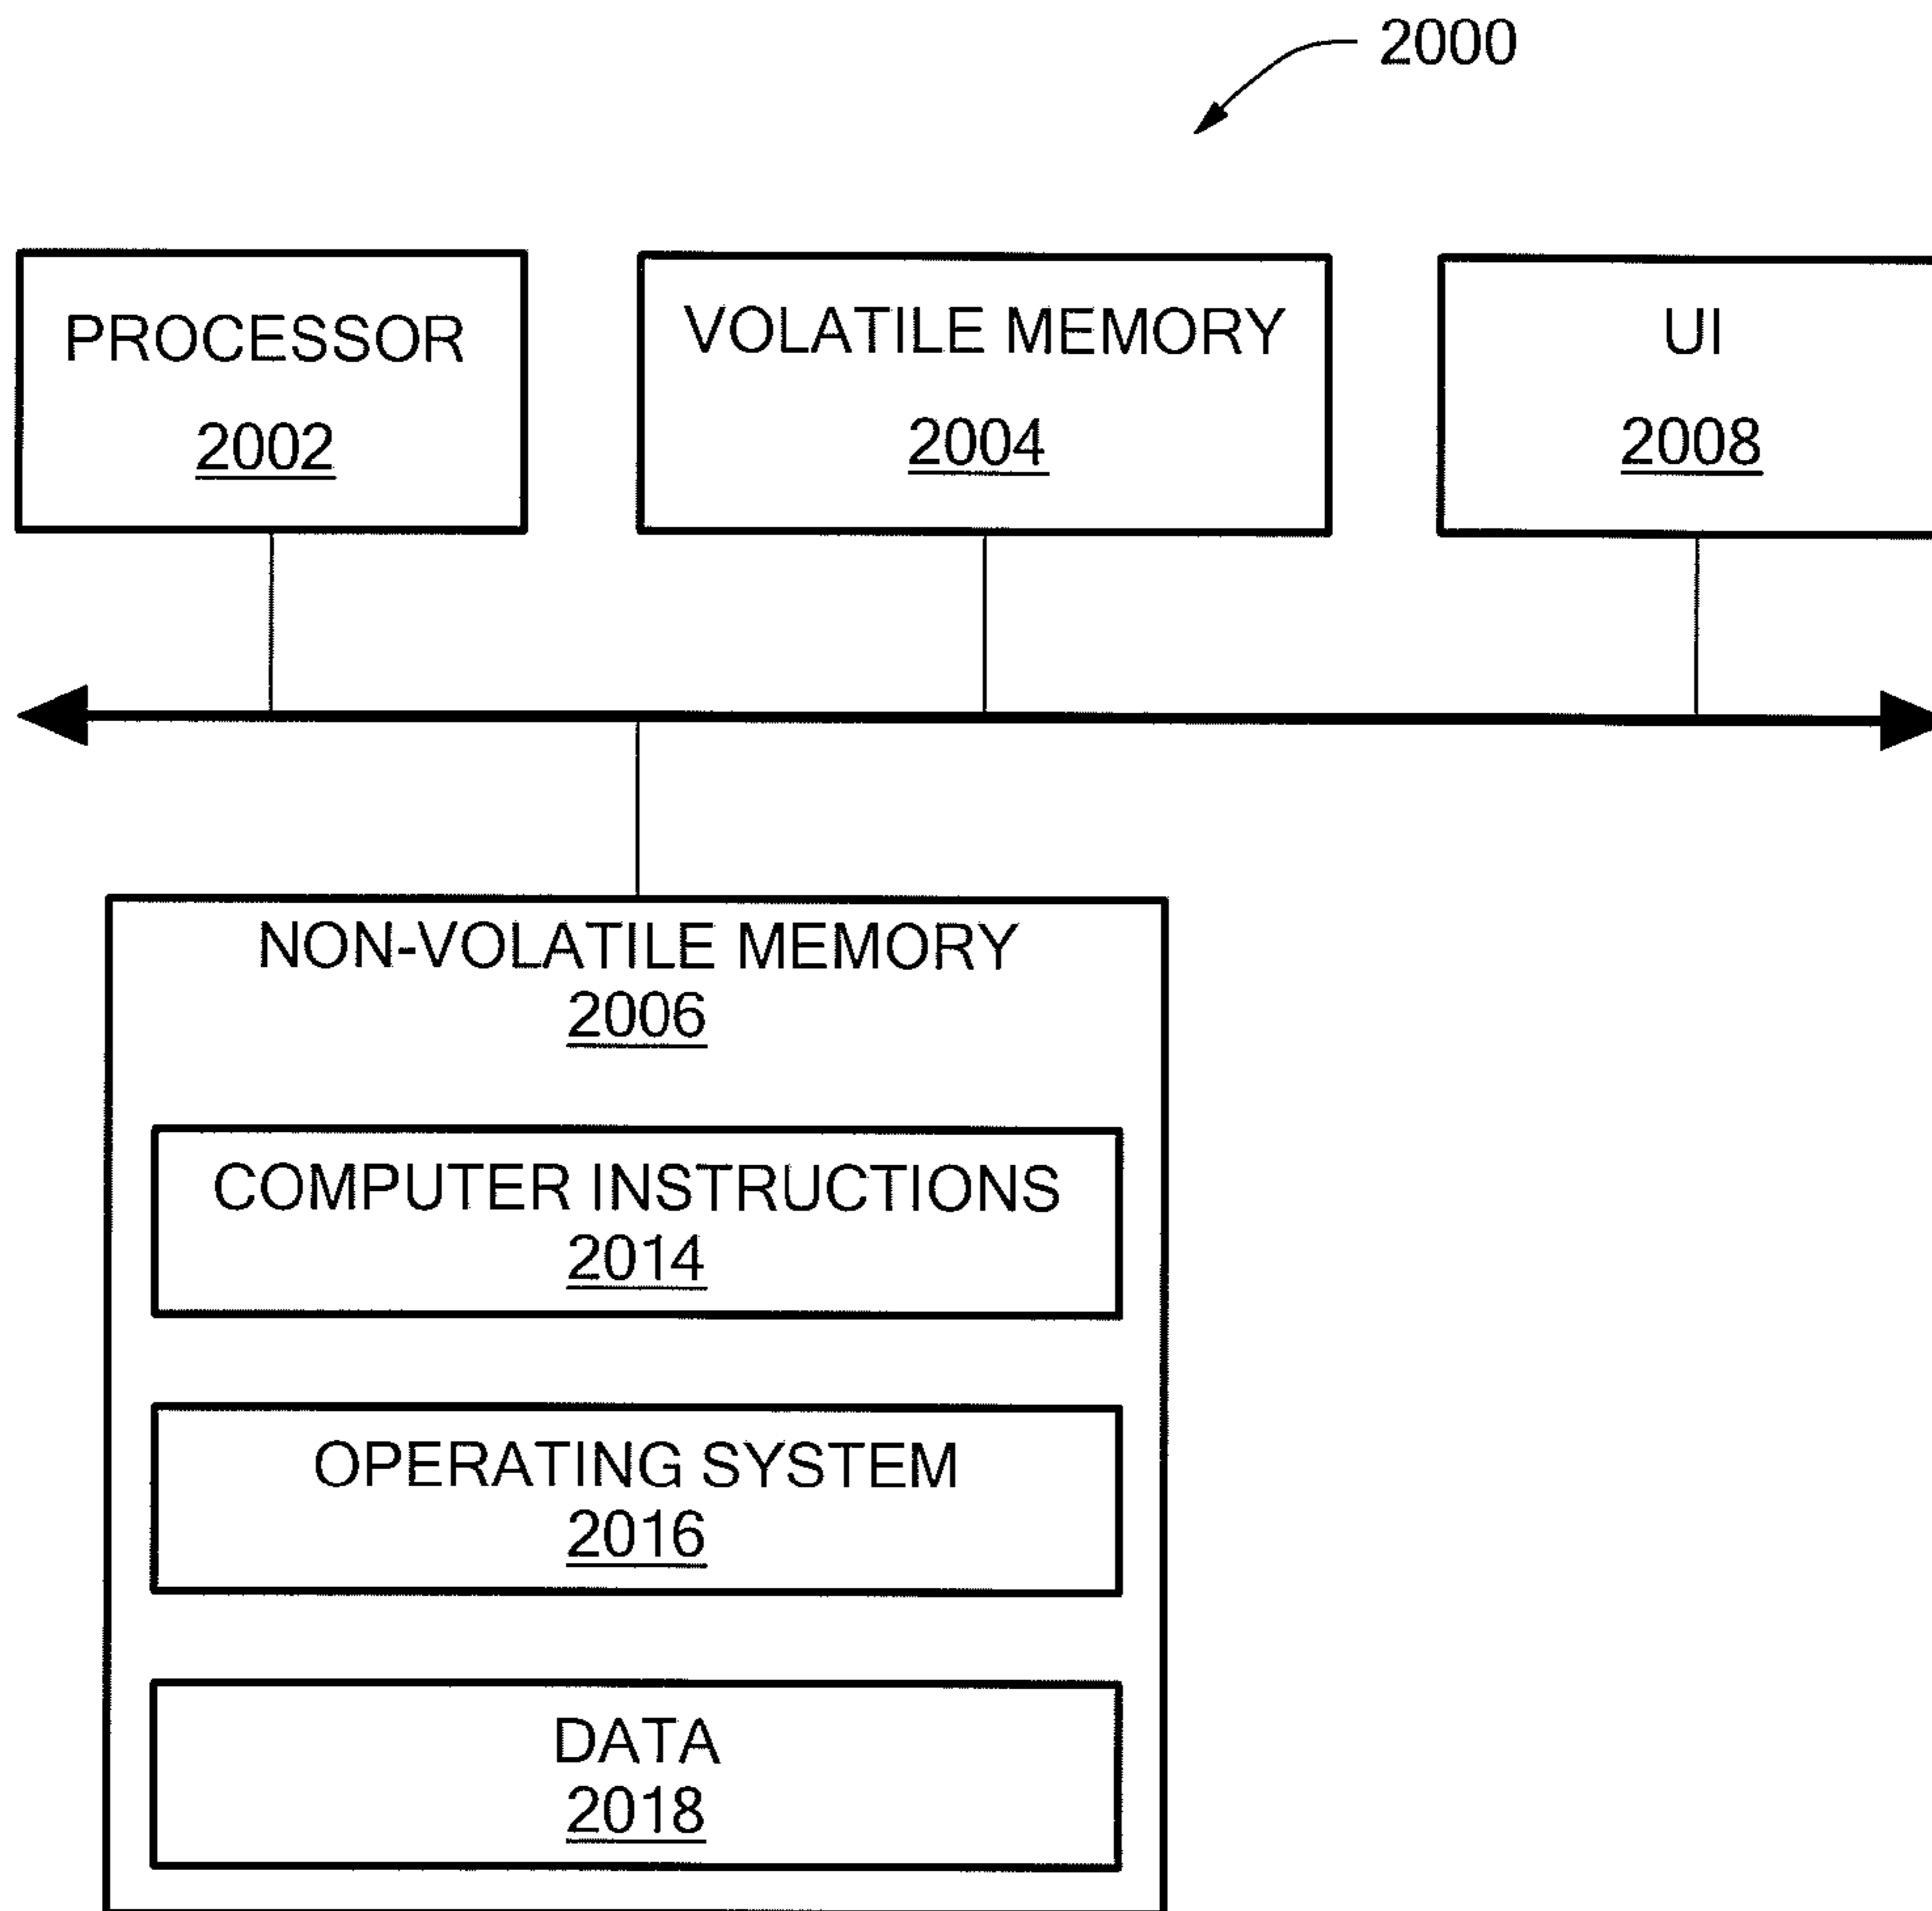 2000
PROCESSOR
2002
VOLATILE MEMORY
2004
UI
2008
NON-VOLATILE MEMORY
2006
COMPUTER INSTRUCTIONS
2014
OPERATING SYSTEM
2016
DATA
2018